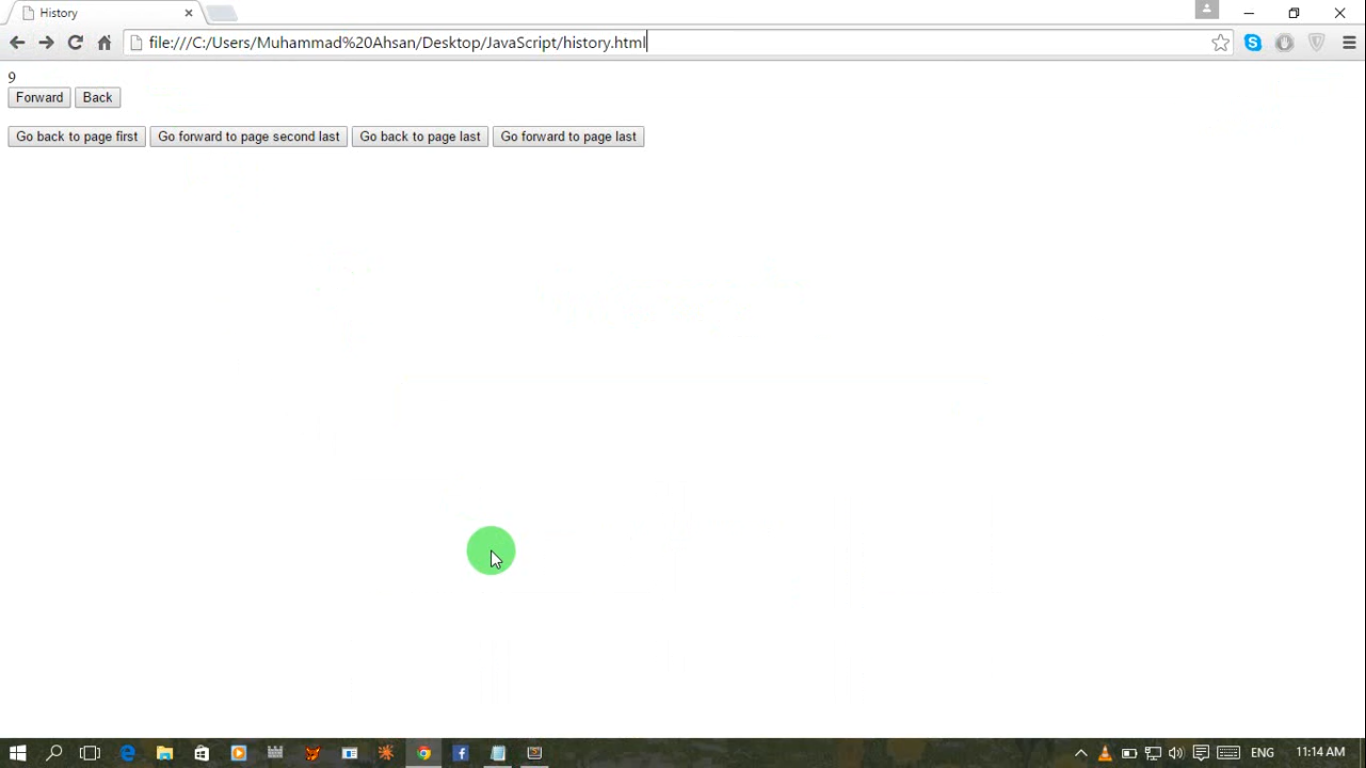 History
file:///C:/Users/Muhammad%20Ahsan/Desktop/JavaScript/history.html
9
Forward Back
Go back to page first Go forward to page second last Go back to page last Go forward to page last
ENG 11:14 AM